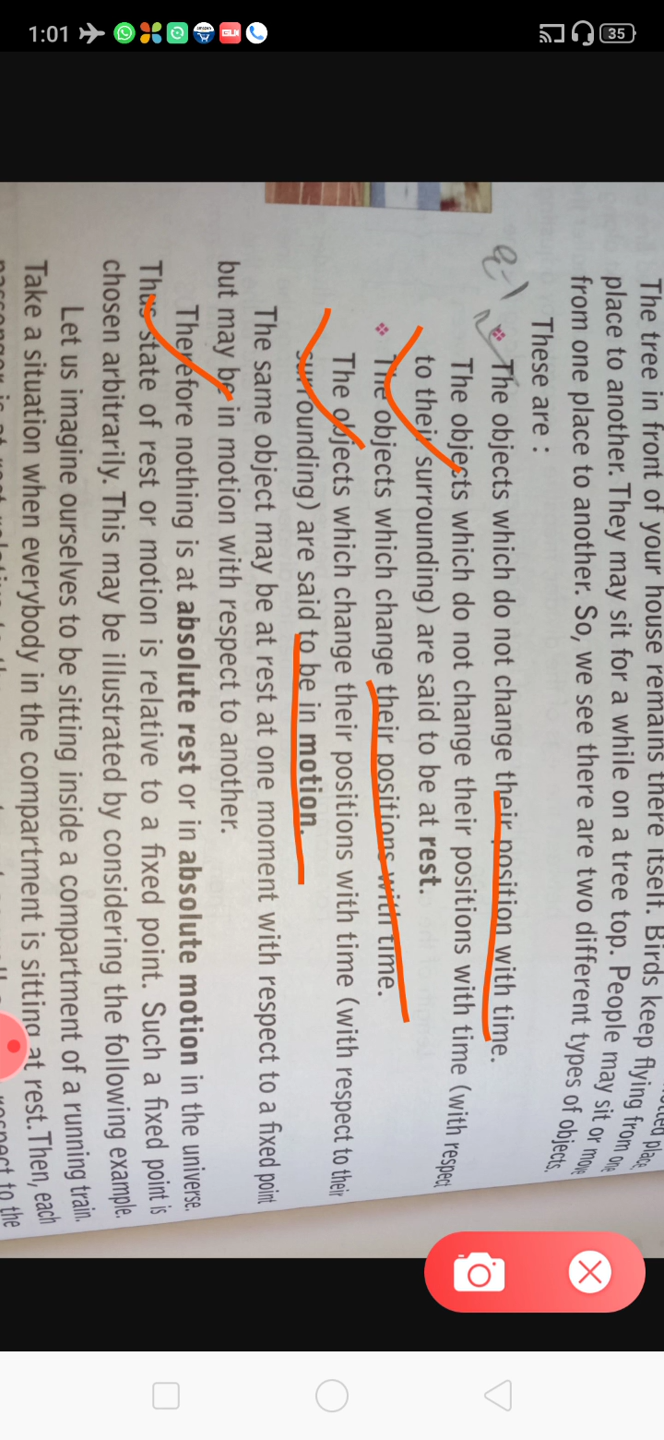 1:01
35
The tree in front of your house remains there itself. Birds keep flying from one
place to another. They may sit for a while on a tree top. People may sit or move
from one place to another. So, we see there are two different types of objects.
These are :
❖ The objects which do not change their position with time.
The objects which do not change their positions with time (with respect
to their surrounding) are said to be at rest.
❖ The objects which change their positions with time.
The objects which change their positions with time (with respect to their
surrounding) are said to be in motion.
The same object may be at rest at one moment with respect to a fixed point
but may be in motion with respect to another.
Therefore nothing is at absolute rest or in absolute motion in the universe.
Thus state of rest or motion is relative to a fixed point. Such a fixed point is
chosen arbitrarily. This may be illustrated by considering the following example.
Let us imagine ourselves to be sitting inside a compartment of a running train.
Take a situation when everybody in the compartment is sitting at rest. Then, each